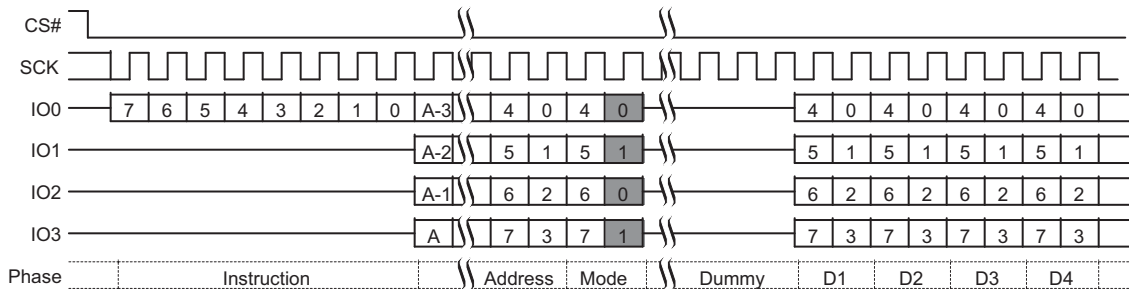 CS#
SCK
IO0 7 6 5 4 3 2 1 0 A-3 4 0 4 0 4 0 4 0 4 0 4 0
IO1 A-2 5 1 5 1 5 1 5 1 5 1 5 1
IO2 A-1 6 2 6 0 6 2 6 2 6 2 6 2
IO3 A 7 3 7 1 7 3 7 3 7 3 7 3
Phase Instruction Address Mode Dummy D1 D2 D3 D4